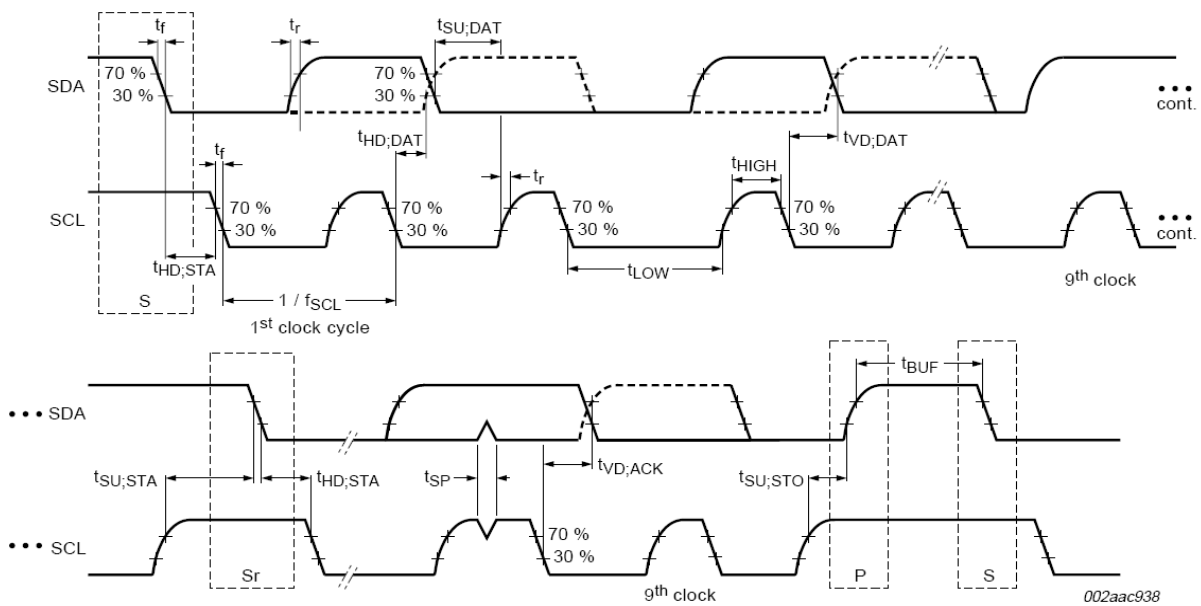 tf
tr
tSU;DAT
SDA
70 %
30 %
70 %
30 %
cont.
tf
tHD;DAT
tr
tHIGH
tVD;DAT
SCL
70 %
30 %
70 %
30 %
70 %
30 %
70 %
30 %
cont.
tHD;STA
tLOW
9th clock
S
1 / fSCL
1st clock cycle
tBUF
••• SDA
tSU;STA
tHD;STA
tSP
tVD;ACK
tSU;STO
••• SCL
70 %
30 %
Sr
9th clock
P
S
002aac938